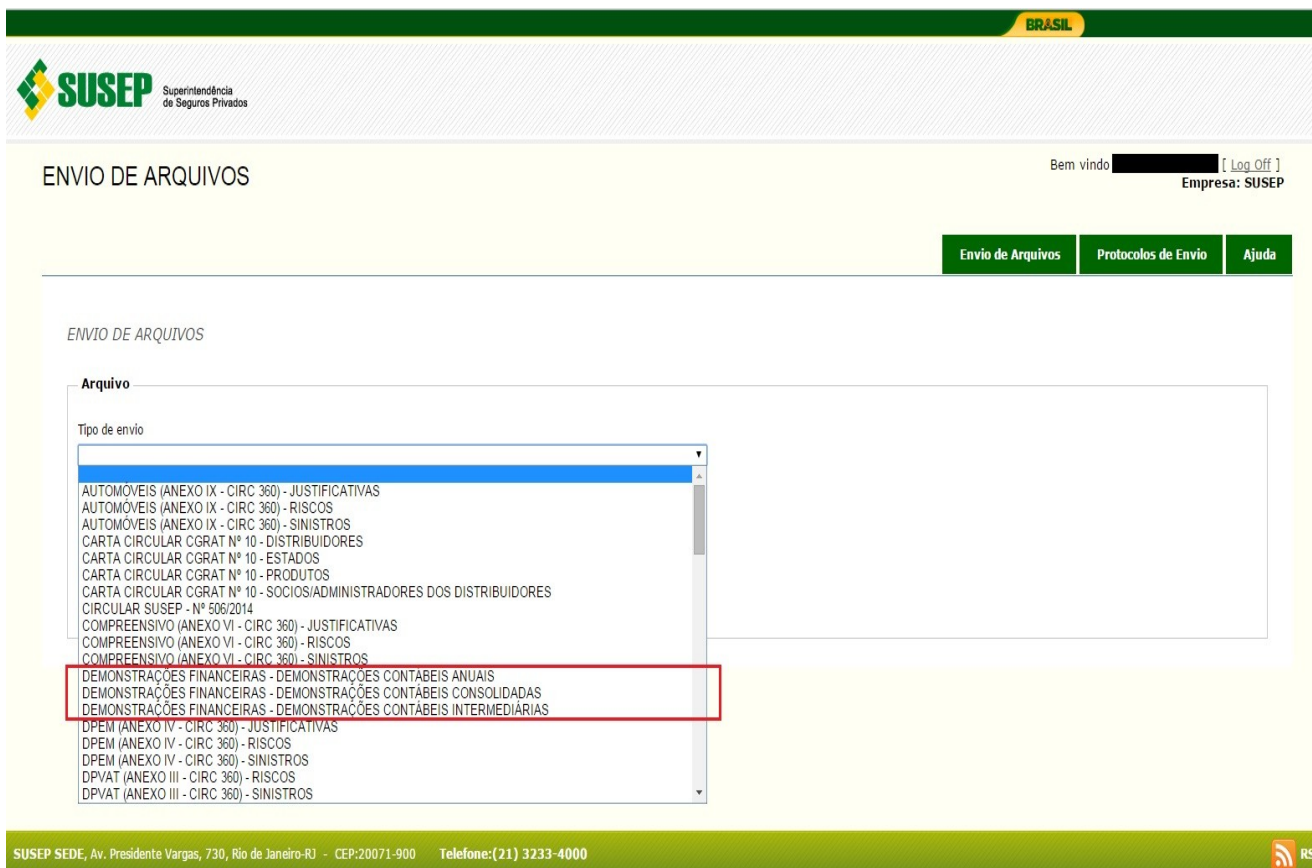 BRASIL
SUSEP Superintendência
de Seguros Privados
ENVIO DE ARQUIVOS
Bem vindo [ Log Off ]
Empresa: SUSEP
Envio de Arquivos Protocolos de Envio Ajuda
ENVIO DE ARQUIVOS
Arquivo
Tipo de envio
AUTOMÓVEIS (ANEXO IX - CIRC 360) - JUSTIFICATIVAS
AUTOMÓVEIS (ANEXO IX - CIRC 360) - RISCOS
AUTOMÓVEIS (ANEXO IX - CIRC 360) - SINISTROS
CARTA CIRCULAR CGRAT Nº 10 - DISTRIBUIDORES
CARTA CIRCULAR CGRAT Nº 10 - ESTADOS
CARTA CIRCULAR CGRAT Nº 10 - PRODUTOS
CARTA CIRCULAR CGRAT Nº 10 - SOCIOS/ADMINISTRADORES DOS DISTRIBUIDORES
CIRCULAR SUSEP - Nº 506/2014
COMPREENSIVO (ANEXO VI - CIRC 360) - JUSTIFICATIVAS
COMPREENSIVO (ANEXO VI - CIRC 360) - RISCOS
COMPREENSIVO (ANEXO VI - CIRC 360) - SINISTROS
DEMONSTRAÇÕES FINANCEIRAS - DEMONSTRAÇÕES CONTÁBEIS ANUAIS
DEMONSTRAÇÕES FINANCEIRAS - DEMONSTRAÇÕES CONTÁBEIS CONSOLIDADAS
DEMONSTRAÇÕES FINANCEIRAS - DEMONSTRAÇÕES CONTÁBEIS INTERMEDIÁRIAS
DPEM (ANEXO IV - CIRC 360) - JUSTIFICATIVAS
DPEM (ANEXO IV - CIRC 360) - RISCOS
DPEM (ANEXO IV - CIRC 360) - SINISTROS
DPVAT (ANEXO III - CIRC 360) - RISCOS
DPVAT (ANEXO III - CIRC 360) - SINISTROS
SUSEP SEDE, Av. Presidente Vargas, 730, Rio de Janeiro-RJ - CEP:20071-900 Telefone:(21) 3233-4000